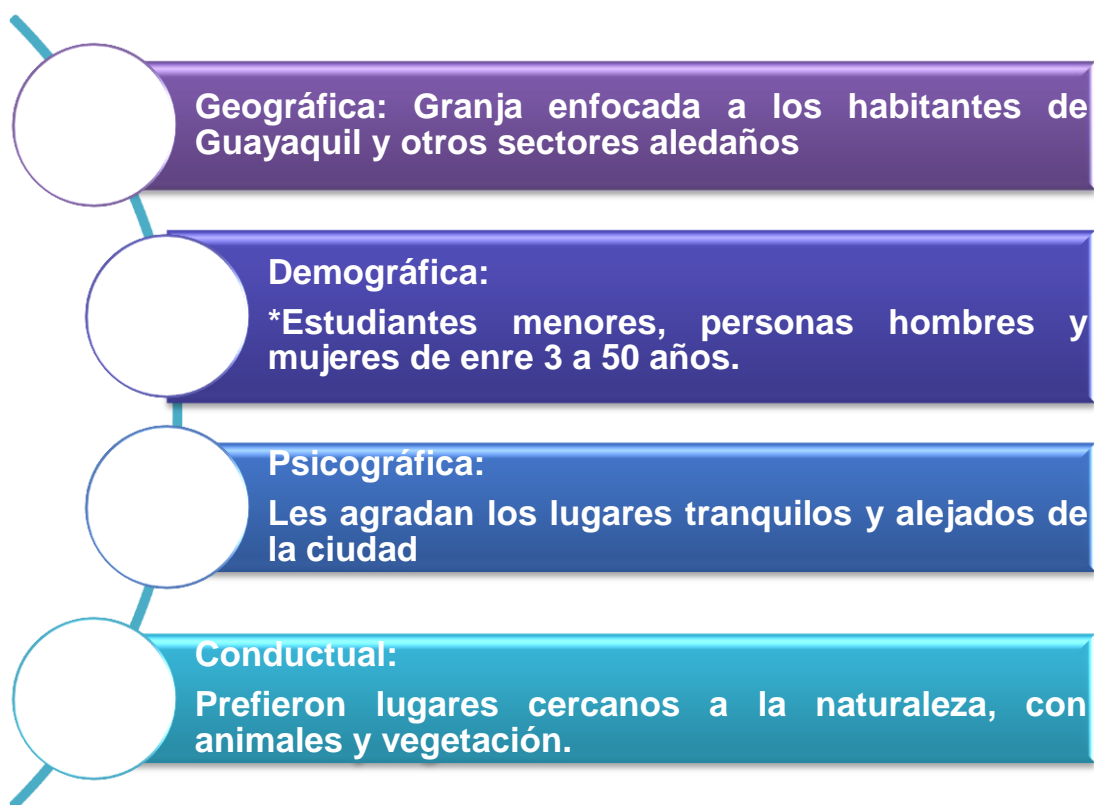 Geográfica: Granja enfocada a los habitantes de
Guayaquil y otros sectores aledaños
Demográfica:
*Estudiantes menores, personas hombres y
mujeres de enre 3 a 50 años.
Psicográfica:
Les agradan los lugares tranquilos y alejados de
la ciudad
Conductual:
Prefieron lugares cercanos a la naturaleza, con
animales y vegetación.